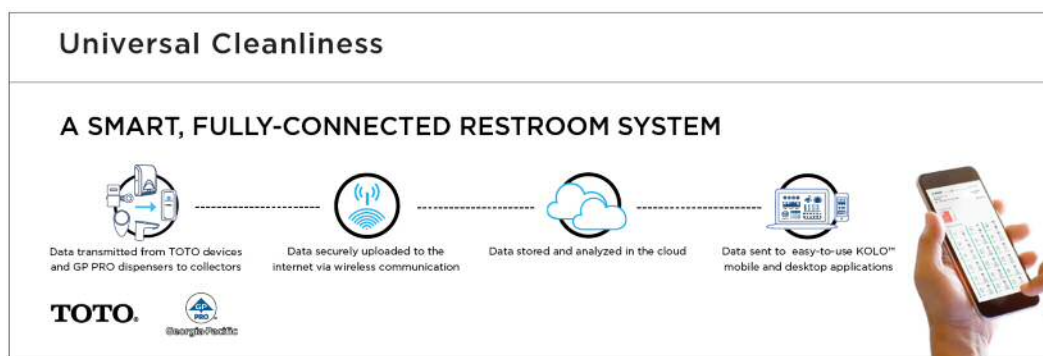 Universal Cleanliness
A SMART, FULLY-CONNECTED RESTROOM SYSTEM
Data transmitted from TOTO devices
and GP PRO dispensers to collectors
Data securely uploaded to the
internet via wireless communication
Data stored and analyzed in the cloud
Data sent to easy-to-use KOLO™
mobile and desktop applications
TOTO®
GP
PRO
Georgia-Pacific